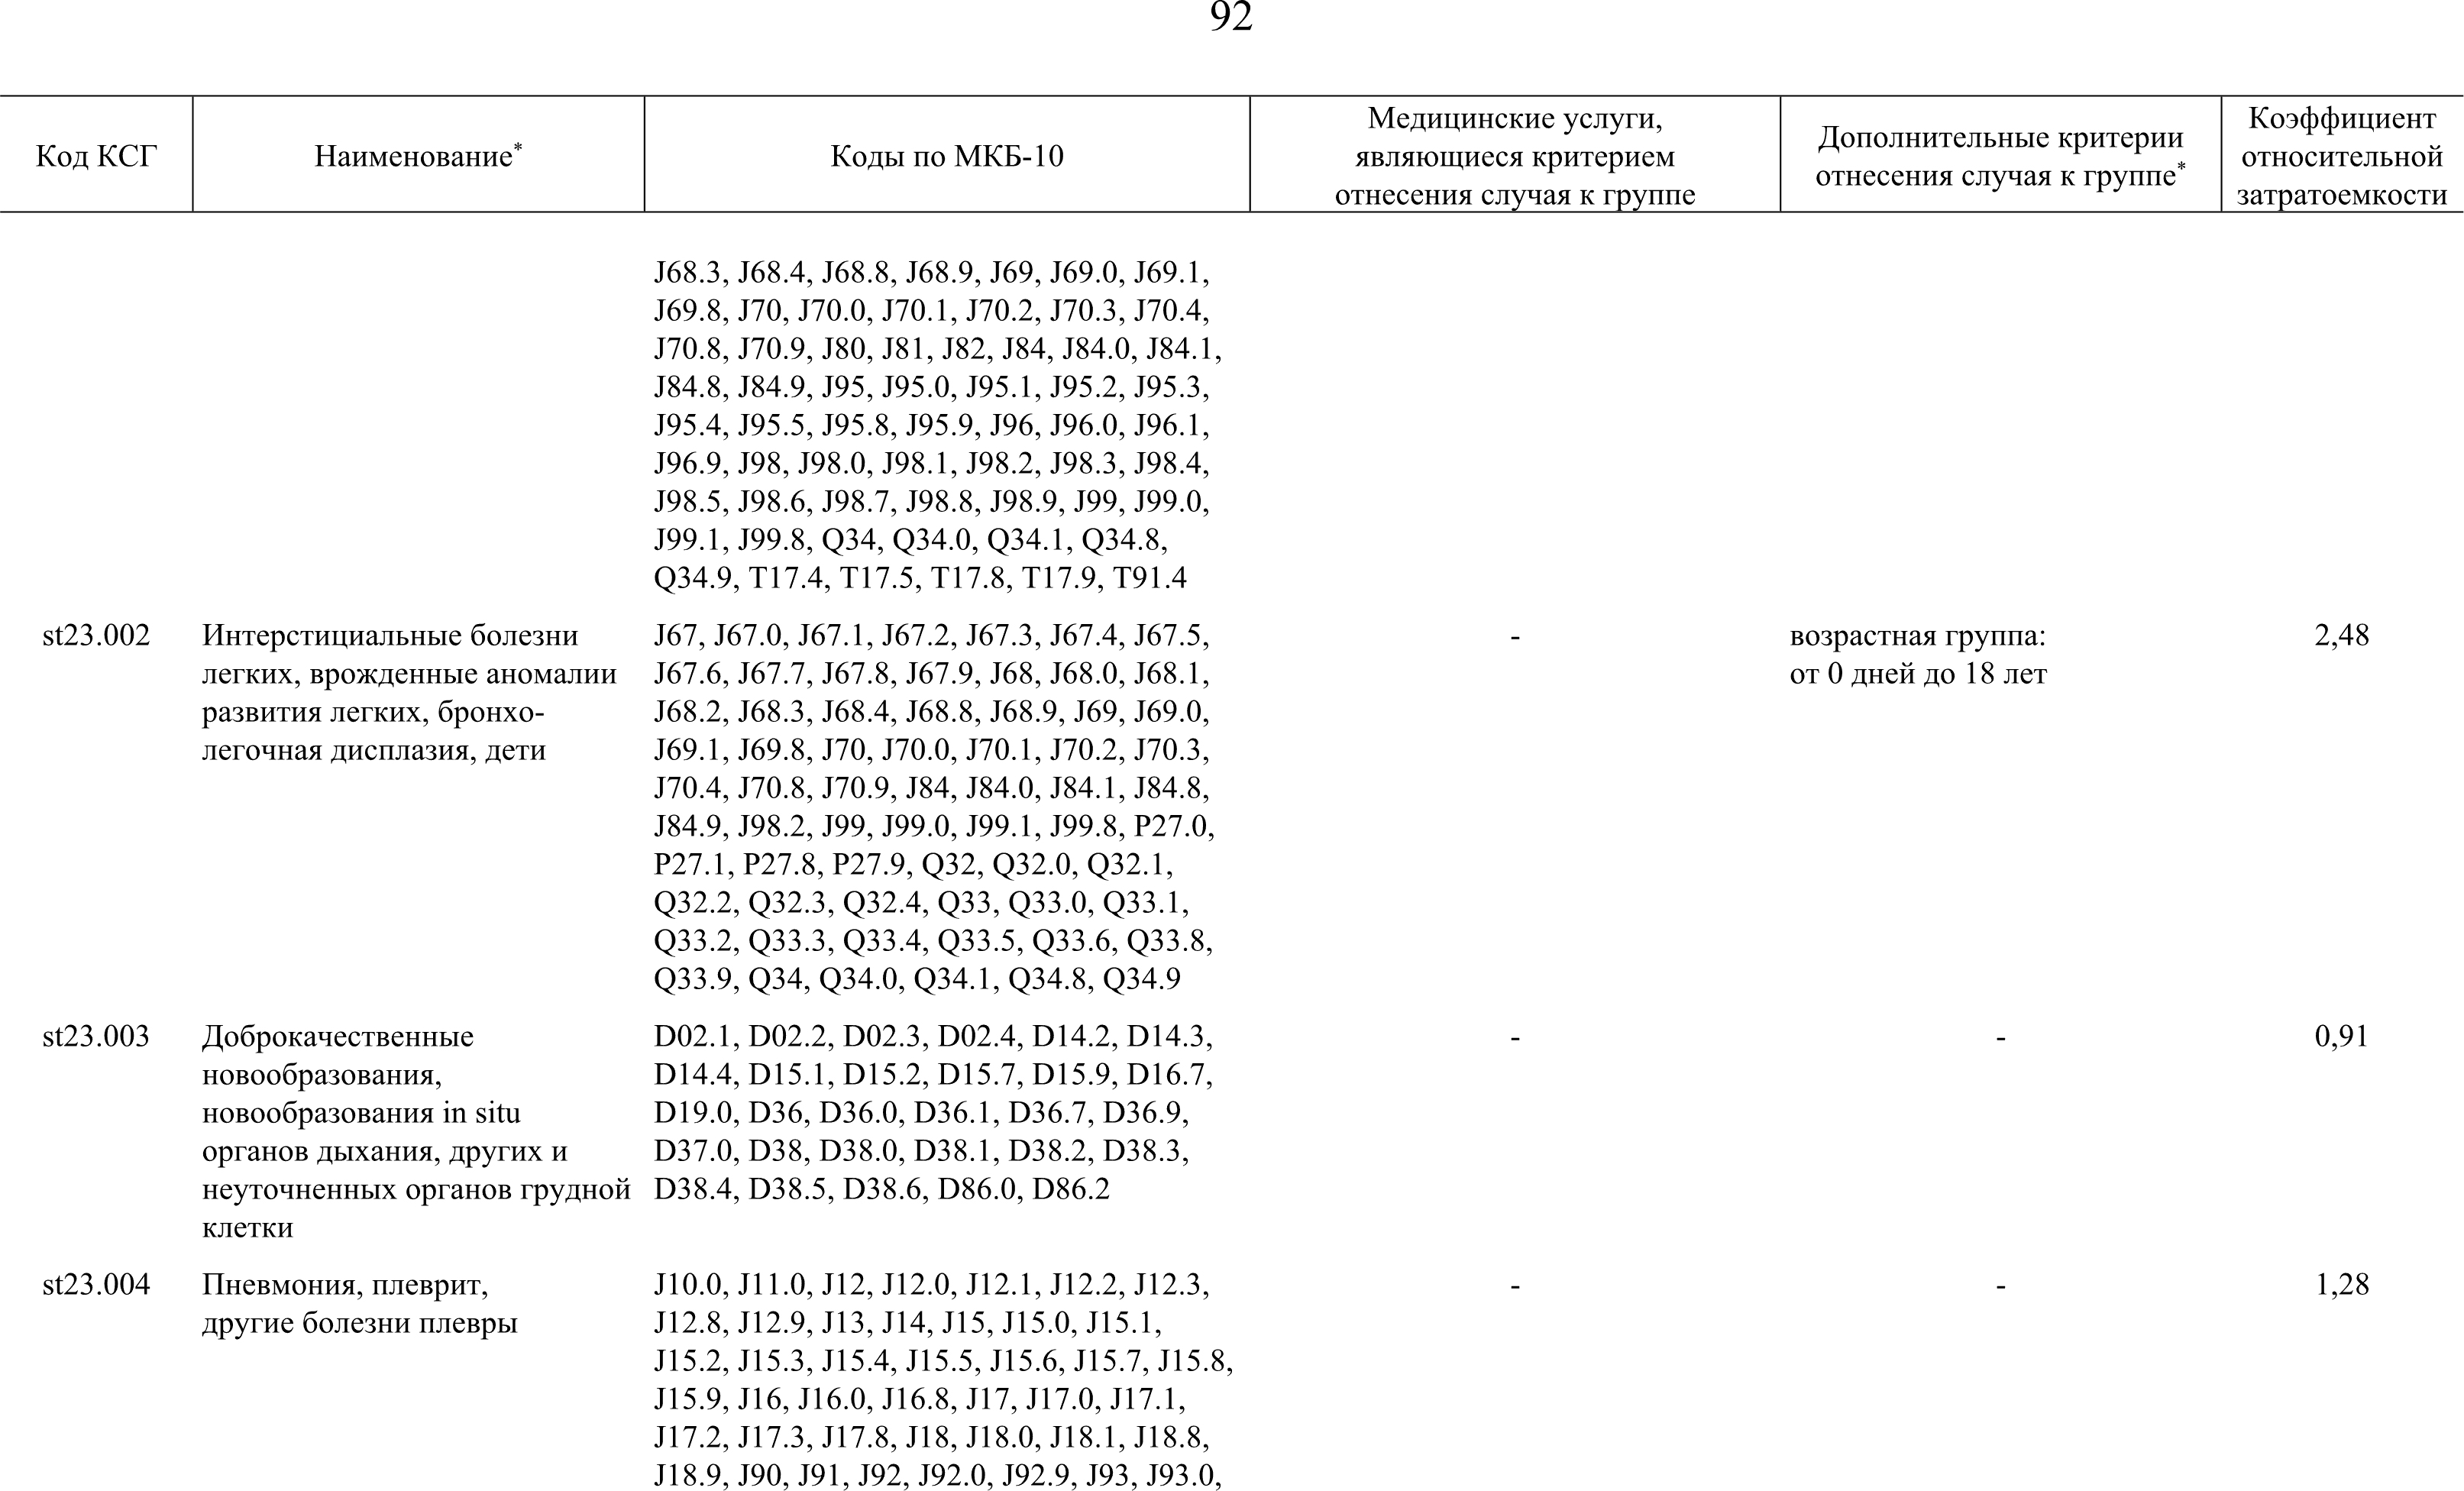 92
Код КСГ
Наименование*
Коды по МКБ-10
Медицинские услуги,
являющиеся критерием
отнесения случая к группе
Дополнительные критерии
отнесения случая к группе*
Коэффициент
относительной
затратоемкости
J68.3, J68.4, J68.8, J68.9, J69, J69.0, J69.1,
J69.8, J70, J70.0, J70.1, J70.2, J70.3, J70.4,
J70.8, J70.9, J80, J81, J82, J84, J84.0, J84.1,
J84.8, J84.9, J95, J95.0, J95.1, J95.2, J95.3,
J95.4, J95.5, J95.8, J95.9, J96, J96.0, J96.1,
J96.9, J98, J98.0, J98.1, J98.2, J98.3, J98.4,
J98.5, J98.6, J98.7, J98.8, J98.9, J99, J99.0,
J99.1, J99.8, Q34, Q34.0, Q34.1, Q34.8,
Q34.9, T17.4, T17.5, T17.8, T17.9, T91.4
st23.002
Интерстициальные болезни
легких, врожденные аномалии
развития легких, бронхо-
легочная дисплазия, дети
J67, J67.0, J67.1, J67.2, J67.3, J67.4, J67.5,
J67.6, J67.7, J67.8, J67.9, J68, J68.0, J68.1,
J68.2, J68.3, J68.4, J68.8, J68.9, J69, J69.0,
J69.1, J69.8, J70, J70.0, J70.1, J70.2, J70.3,
J70.4, J70.8, J70.9, J84, J84.0, J84.1, J84.8,
J84.9, J98.2, J99, J99.0, J99.1, J99.8, P27.0,
P27.1, P27.8, P27.9, Q32, Q32.0, Q32.1,
Q32.2, Q32.3, Q32.4, Q33, Q33.0, Q33.1,
Q33.2, Q33.3, Q33.4, Q33.5, Q33.6, Q33.8,
Q33.9, Q34, Q34.0, Q34.1, Q34.8, Q34.9
-
возрастная группа:
от 0 дней до 18 лет
2,48
st23.003
Доброкачественные
новообразования,
новообразования in situ
органов дыхания, других и
неуточненных органов грудной
клетки
D02.1, D02.2, D02.3, D02.4, D14.2, D14.3,
D14.4, D15.1, D15.2, D15.7, D15.9, D16.7,
D19.0, D36, D36.0, D36.1, D36.7, D36.9,
D37.0, D38, D38.0, D38.1, D38.2, D38.3,
D38.4, D38.5, D38.6, D86.0, D86.2
-
-
0,91
st23.004
Пневмония, плеврит,
другие болезни плевры
J10.0, J11.0, J12, J12.0, J12.1, J12.2, J12.3,
J12.8, J12.9, J13, J14, J15, J15.0, J15.1,
J15.2, J15.3, J15.4, J15.5, J15.6, J15.7, J15.8,
J15.9, J16, J16.0, J16.8, J17, J17.0, J17.1,
J17.2, J17.3, J17.8, J18, J18.0, J18.1, J18.8,
J18.9, J90, J91, J92, J92.0, J92.9, J93, J93.0,
-
-
1,28